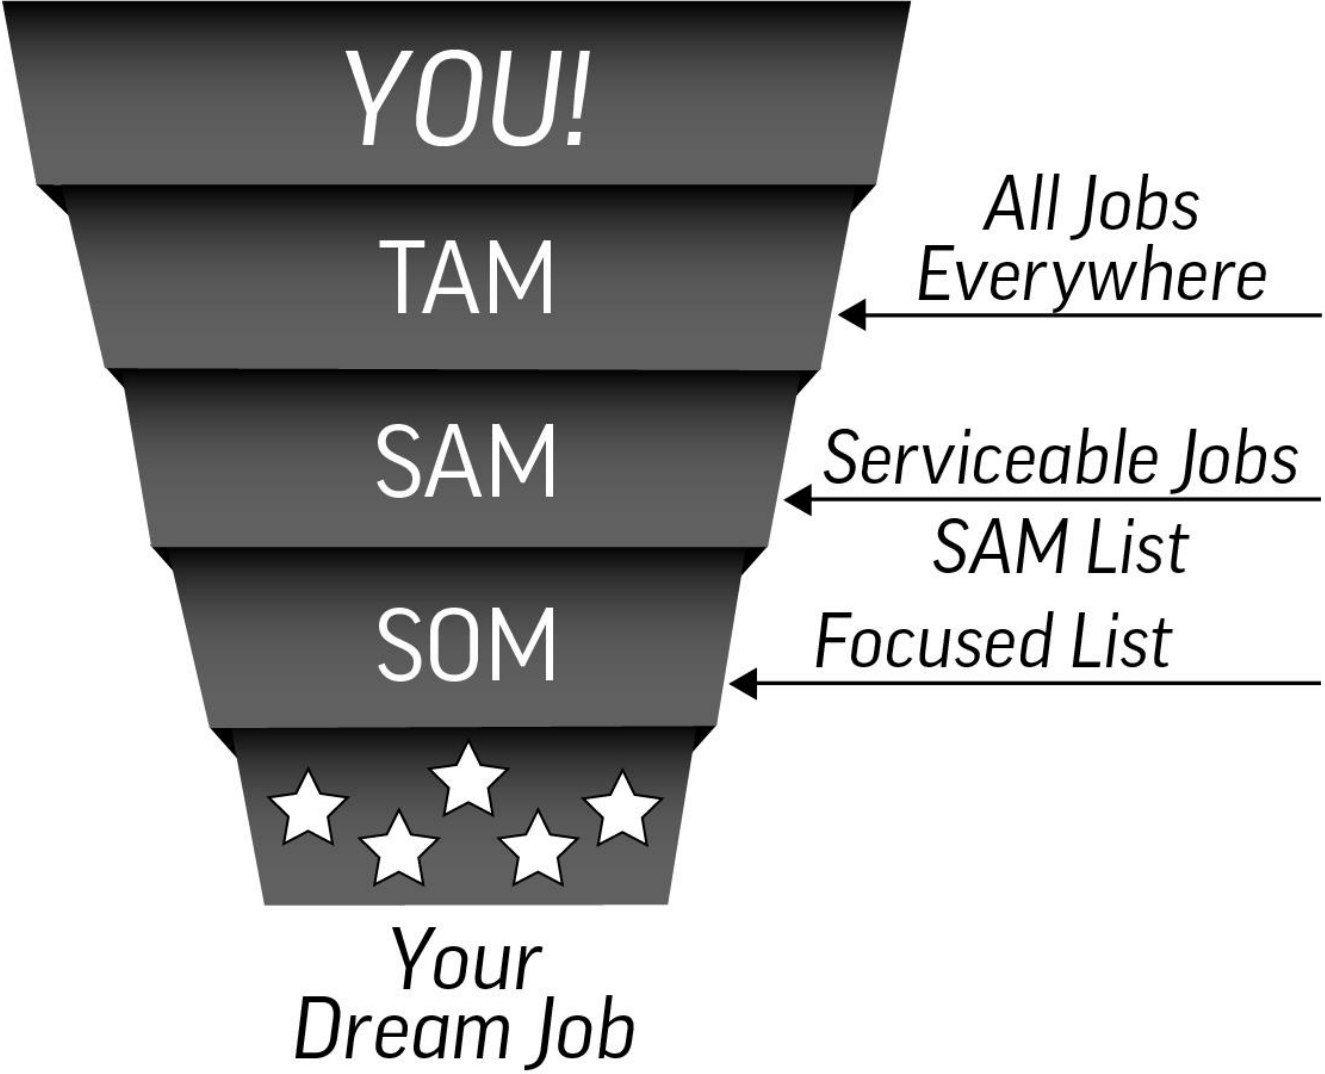 YOU!
TAM
All Jobs
Everywhere
SAM
Serviceable Jobs
SAM List
SOM
Focused List
Your
Dream Job